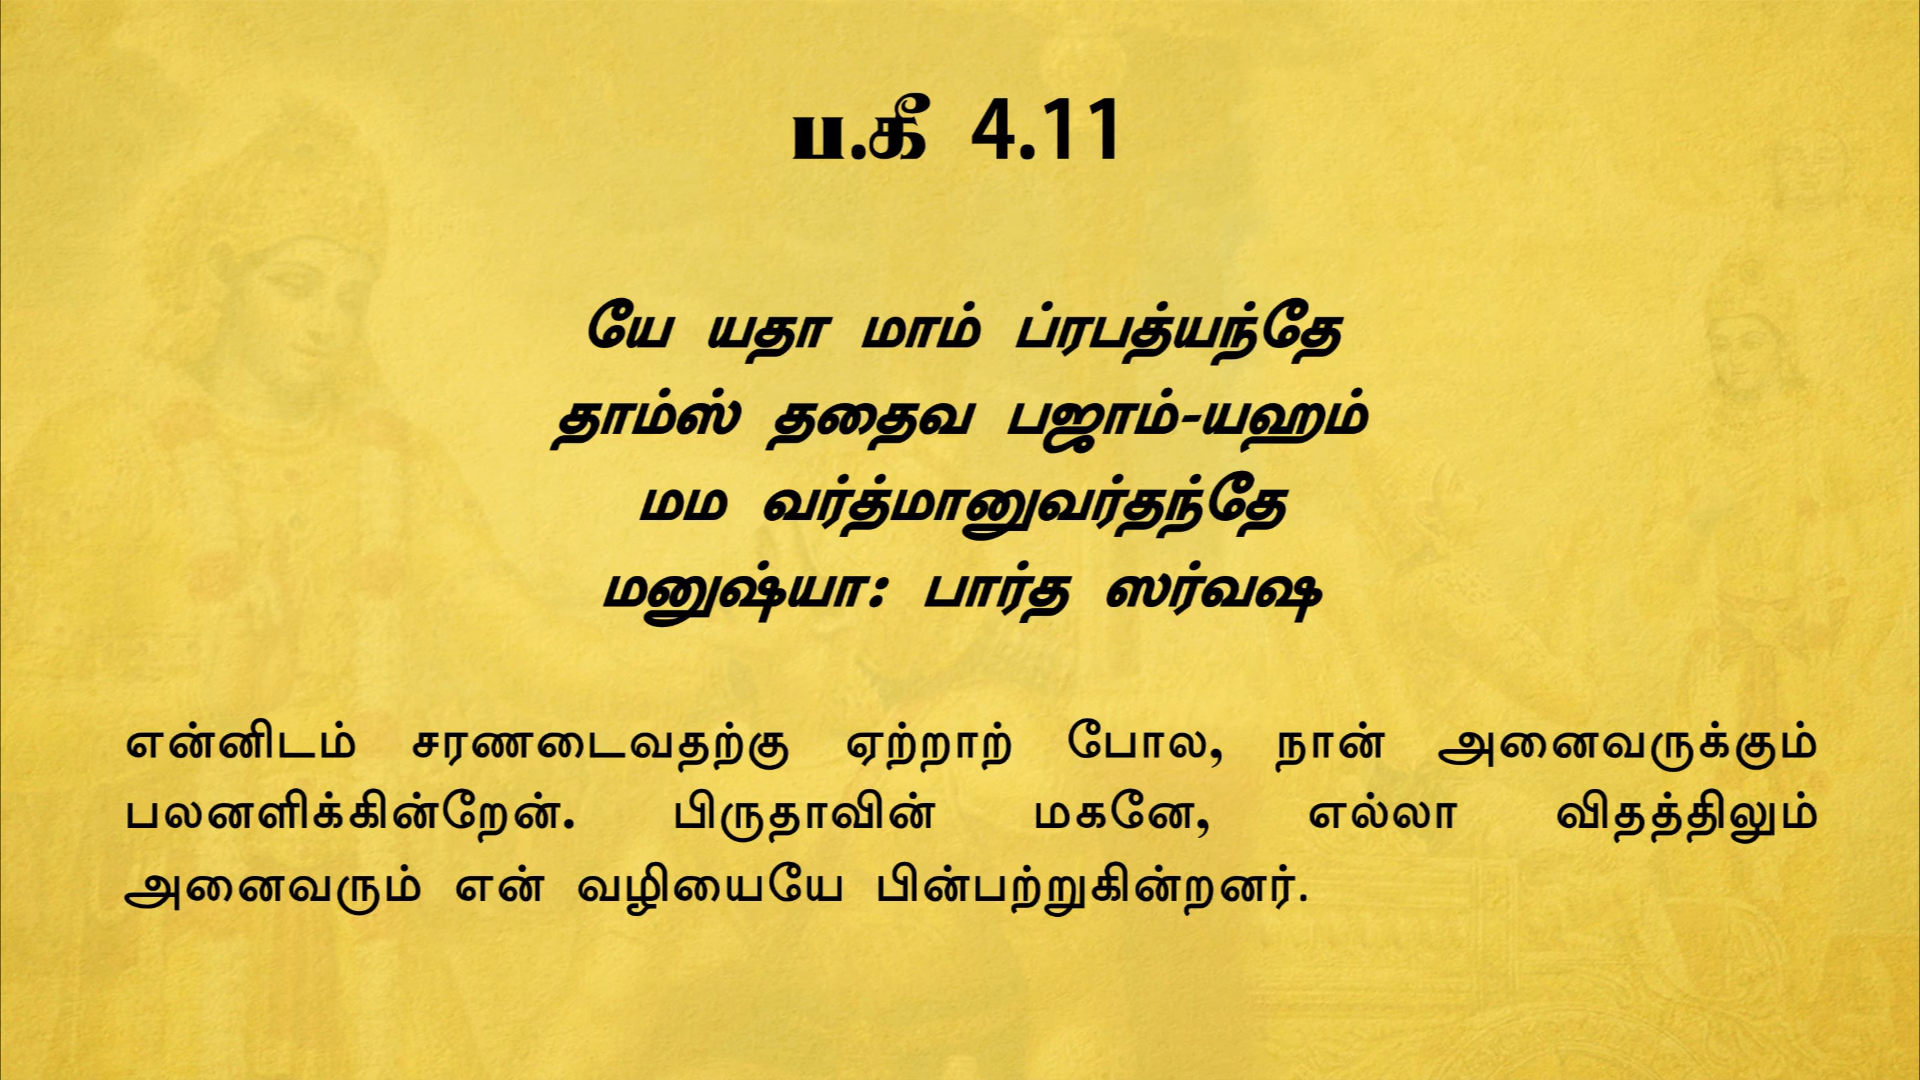 ப.கீ 4.11
யே யதா மாம் ப்ரபத்யந்தே
தாம்ஸ் ததைவ பஜாம்-யஹம்
மம வர்த்மானுவர்தந்தே
மனுஷ்யா: பார்த ஸர்வஷ
என்னிடம் சரணடைவதற்கு ஏற்றாற் போல, நான் அனைவருக்கும்
பலனளிக்கின்றேன். பிருதாவின் மகனே, எல்லா விதத்திலும்
அனைவரும் என் வழியையே பின்பற்றுகின்றனர்.